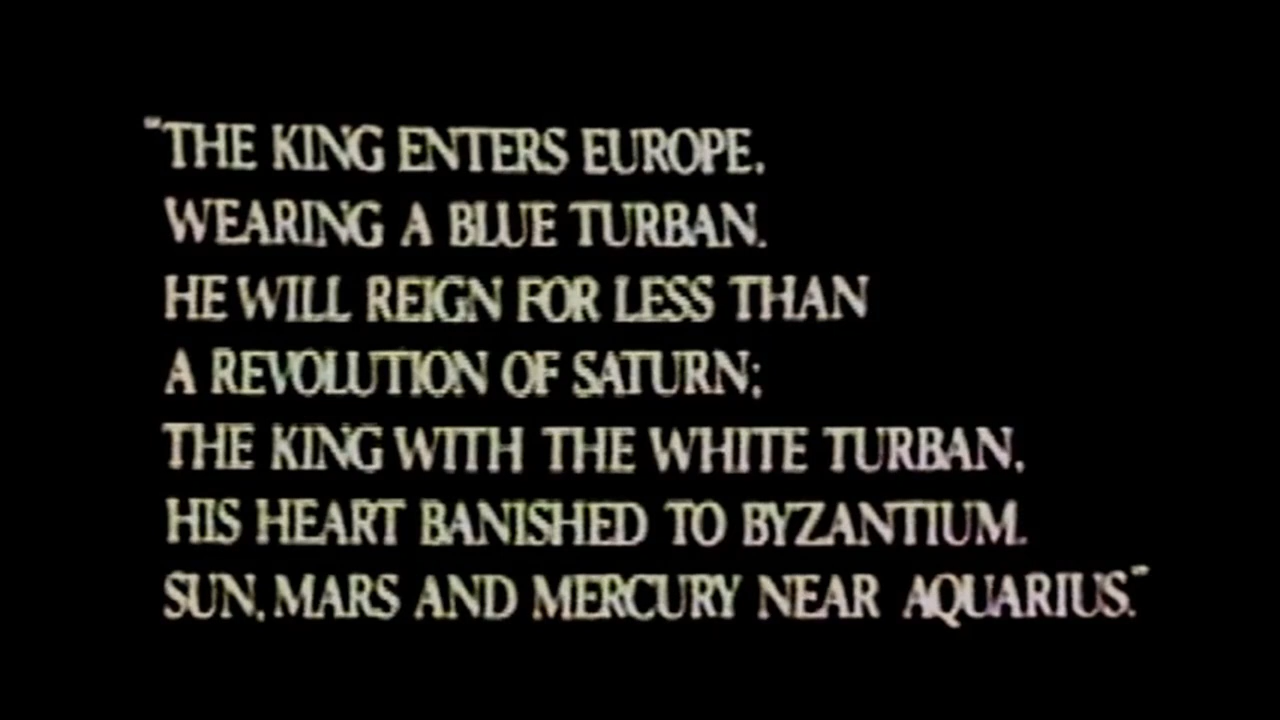 "THE KING ENTERS EUROPE,
WEARING A BLUE TURBAN.
HE WILL REIGN FOR LESS THAN
A REVOLUTION OF SATURN;
THE KING WITH THE WHITE TURBAN,
HIS HEART BANISHED TO BYZANTIUM.
SUN, MARS AND MERCURY NEAR AQUARIUS."